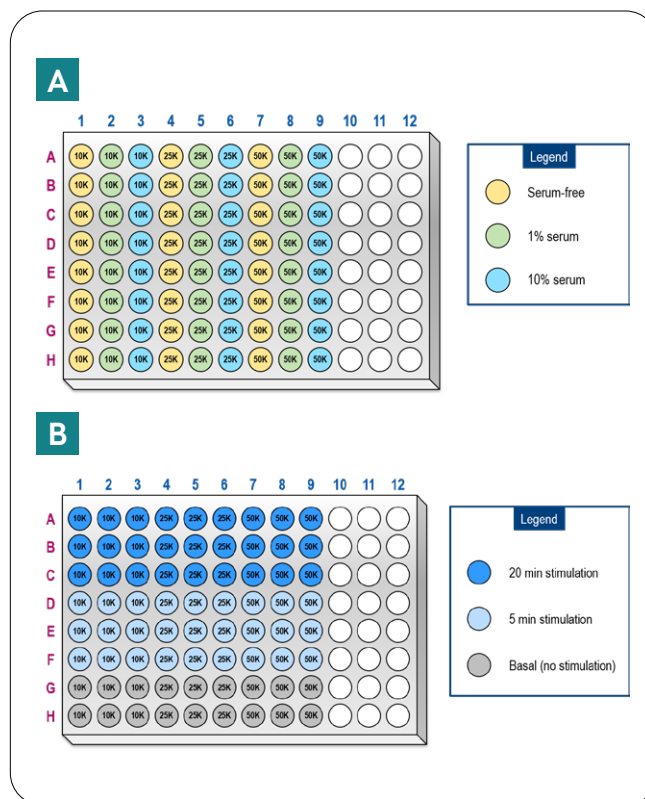 A
1 2 3 4 5 6 7 8 9 10 11 12
A 10K 10K 10K 25K 25K 25K 50K 50K 50K
B 10K 10K 10K 25K 25K 25K 50K 50K 50K
C 10K 10K 10K 25K 25K 25K 50K 50K 50K
D 10K 10K 10K 25K 25K 25K 50K 50K 50K
E 10K 10K 10K 25K 25K 25K 50K 50K 50K
F 10K 10K 10K 25K 25K 25K 50K 50K 50K
G 10K 10K 10K 25K 25K 25K 50K 50K 50K
H 10K 10K 10K 25K 25K 25K 50K 50K 50K
Legend
Serum-free
1% serum
10% serum
B
1 2 3 4 5 6 7 8 9 10 11 12
A 10K 10K 10K 25K 25K 25K 50K 50K 50K
B 10K 10K 10K 25K 25K 25K 50K 50K 50K
C 10K 10K 10K 25K 25K 25K 50K 50K 50K
D 10K 10K 10K 25K 25K 25K 50K 50K 50K
E 10K 10K 10K 25K 25K 25K 50K 50K 50K
F 10K 10K 10K 25K 25K 25K 50K 50K 50K
G 10K 10K 10K 25K 25K 25K 50K 50K 50K
H 10K 10K 10K 25K 25K 25K 50K 50K 50K
Legend
20 min stimulation
5 min stimulation
Basal (no stimulation)